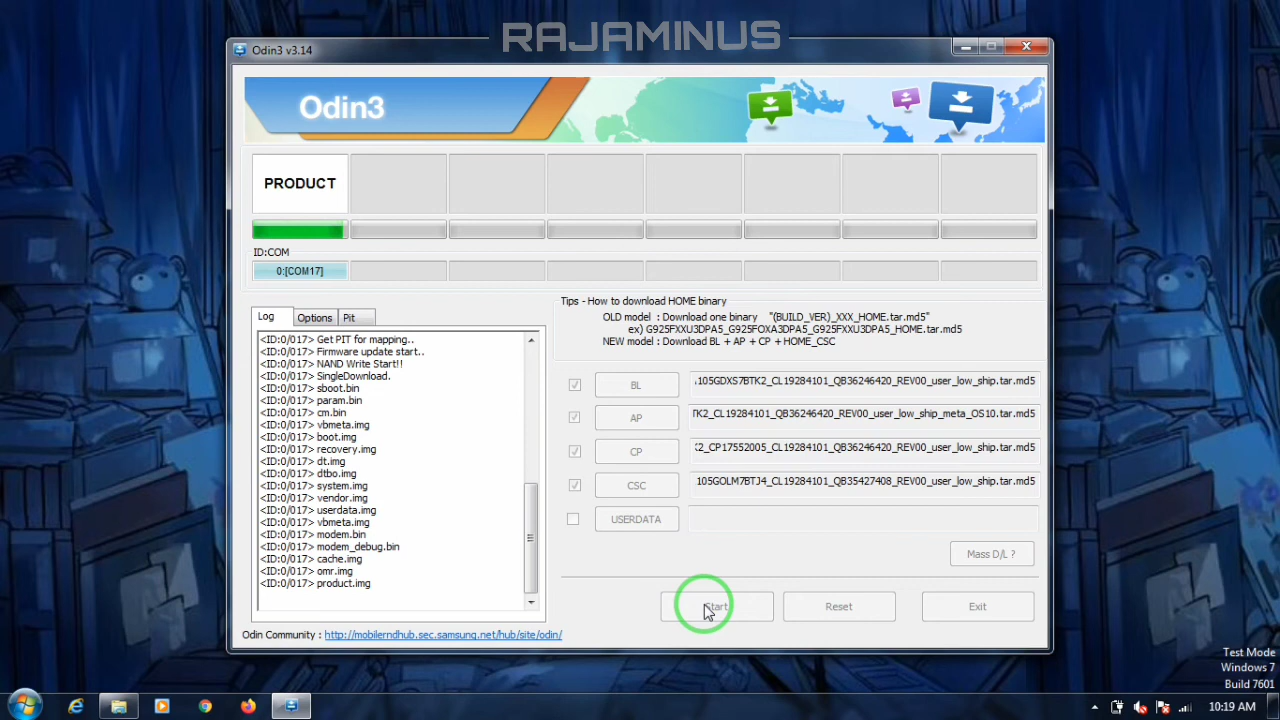 RAJAMINUS
Odin3 v3.14
Odin3
PRODUCT
ID:COM
0:[COM17]
Log
Options
Pit
<ID:0/017> Get PIT for mapping..
<ID:0/017> Firmware update start..
<ID:0/017> NAND Write Start!!
<ID:0/017> SingleDownload.
<ID:0/017> sboot.bin
<ID:0/017> param.bin
<ID:0/017> cm.bin
<ID:0/017> vbmeta.img
<ID:0/017> boot.img
<ID:0/017> recovery.img
<ID:0/017> dt.img
<ID:0/017> dtbo.img
<ID:0/017> system.img
<ID:0/017> vendor.img
<ID:0/017> userdata.img
<ID:0/017> vbmeta.img
<ID:0/017> modem.bin
<ID:0/017> modem_debug.bin
<ID:0/017> cache.img
<ID:0/017> omr.img
<ID:0/017> product.img
Tips - How to download HOME binary
OLD model : Download one binary "(BUILD_VER)_XXX_HOME.tar.md5"
ex) G925FXXU3DPA5_G925FOXA3DPA5_G925FXXU3DPA5_HOME.tar.md5
NEW model : Download BL + AP + CP + HOME_CSC
BL
105GDXS7BTK2_CL19284101_QB36246420_REV00_user_low_ship.tar.md5
AP
TK2_CL19284101_QB36246420_REV00_user_low_ship_meta_OS10.tar.md5
CP
K2_CP17552005_CL19284101_QB36246420_REV00_user_low_ship.tar.md5
CSC
105GOLM7BTJ4_CL19284101_QB35427408_REV00_user_low_ship.tar.md5
USERDATA
Mass D/L ?
Start
Reset
Exit
Odin Community : http://mobilerndhub.sec.samsung.net/hub/site/odin/
Test Mode
Windows 7
Build 7601
10:19 AM